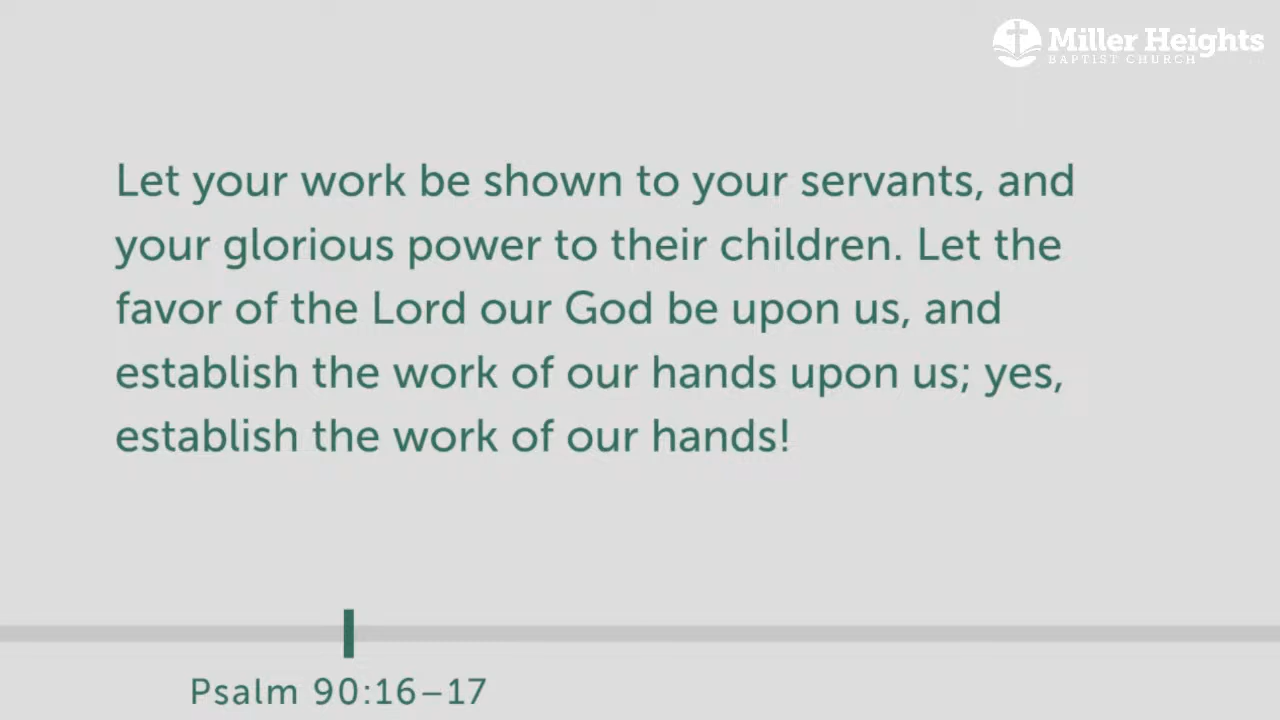 Miller Heights
BAPTIST CHURCH
Let your work be shown to your servants, and
your glorious power to their children. Let the
favor of the Lord our God be upon us, and
establish the work of our hands upon us; yes,
establish the work of our hands!
Psalm 90:16–17